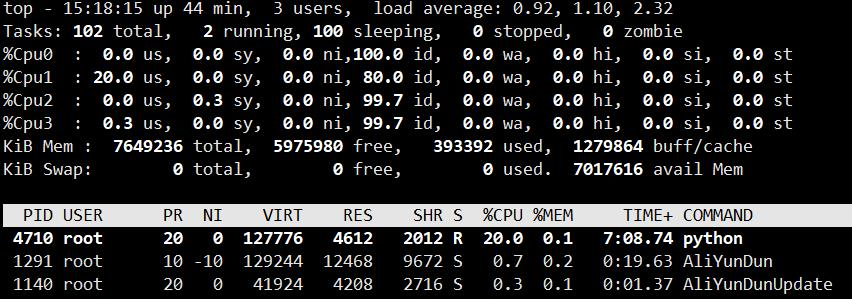 top - 15:18:15 up 44 min,  3 users,  load average: 0.92, 1.10, 2.32
Tasks: 102 total,   2 running, 100 sleeping,   0 stopped,   0 zombie
%Cpu0  :  0.0 us,  0.0 sy,  0.0 ni,100.0 id,  0.0 wa,  0.0 hi,  0.0 si,  0.0 st
%Cpu1  : 20.0 us,  0.0 sy,  0.0 ni, 80.0 id,  0.0 wa,  0.0 hi,  0.0 si,  0.0 st
%Cpu2  :  0.0 us,  0.3 sy,  0.0 ni, 99.7 id,  0.0 wa,  0.0 hi,  0.0 si,  0.0 st
%Cpu3  :  0.3 us,  0.0 sy,  0.0 ni, 99.7 id,  0.0 wa,  0.0 hi,  0.0 si,  0.0 st
KiB Mem :  7649236 total,  5975980 free,   393392 used,  1279864 buff/cache
KiB Swap:        0 total,        0 free,        0 used.  7017616 avail Mem
PID USER      PR  NI    VIRT    RES    SHR S  %CPU %MEM     TIME+ COMMAND
4710 root      20   0  127776   4612   2012 R  20.0  0.1   7:08.74 python
1291 root      10 -10  129244  12468   9672 S   0.7  0.2   0:19.63 AliYunDun
1140 root      20   0   41924   4208   2716 S   0.3  0.1   0:01.37 AliYunDunUpdate